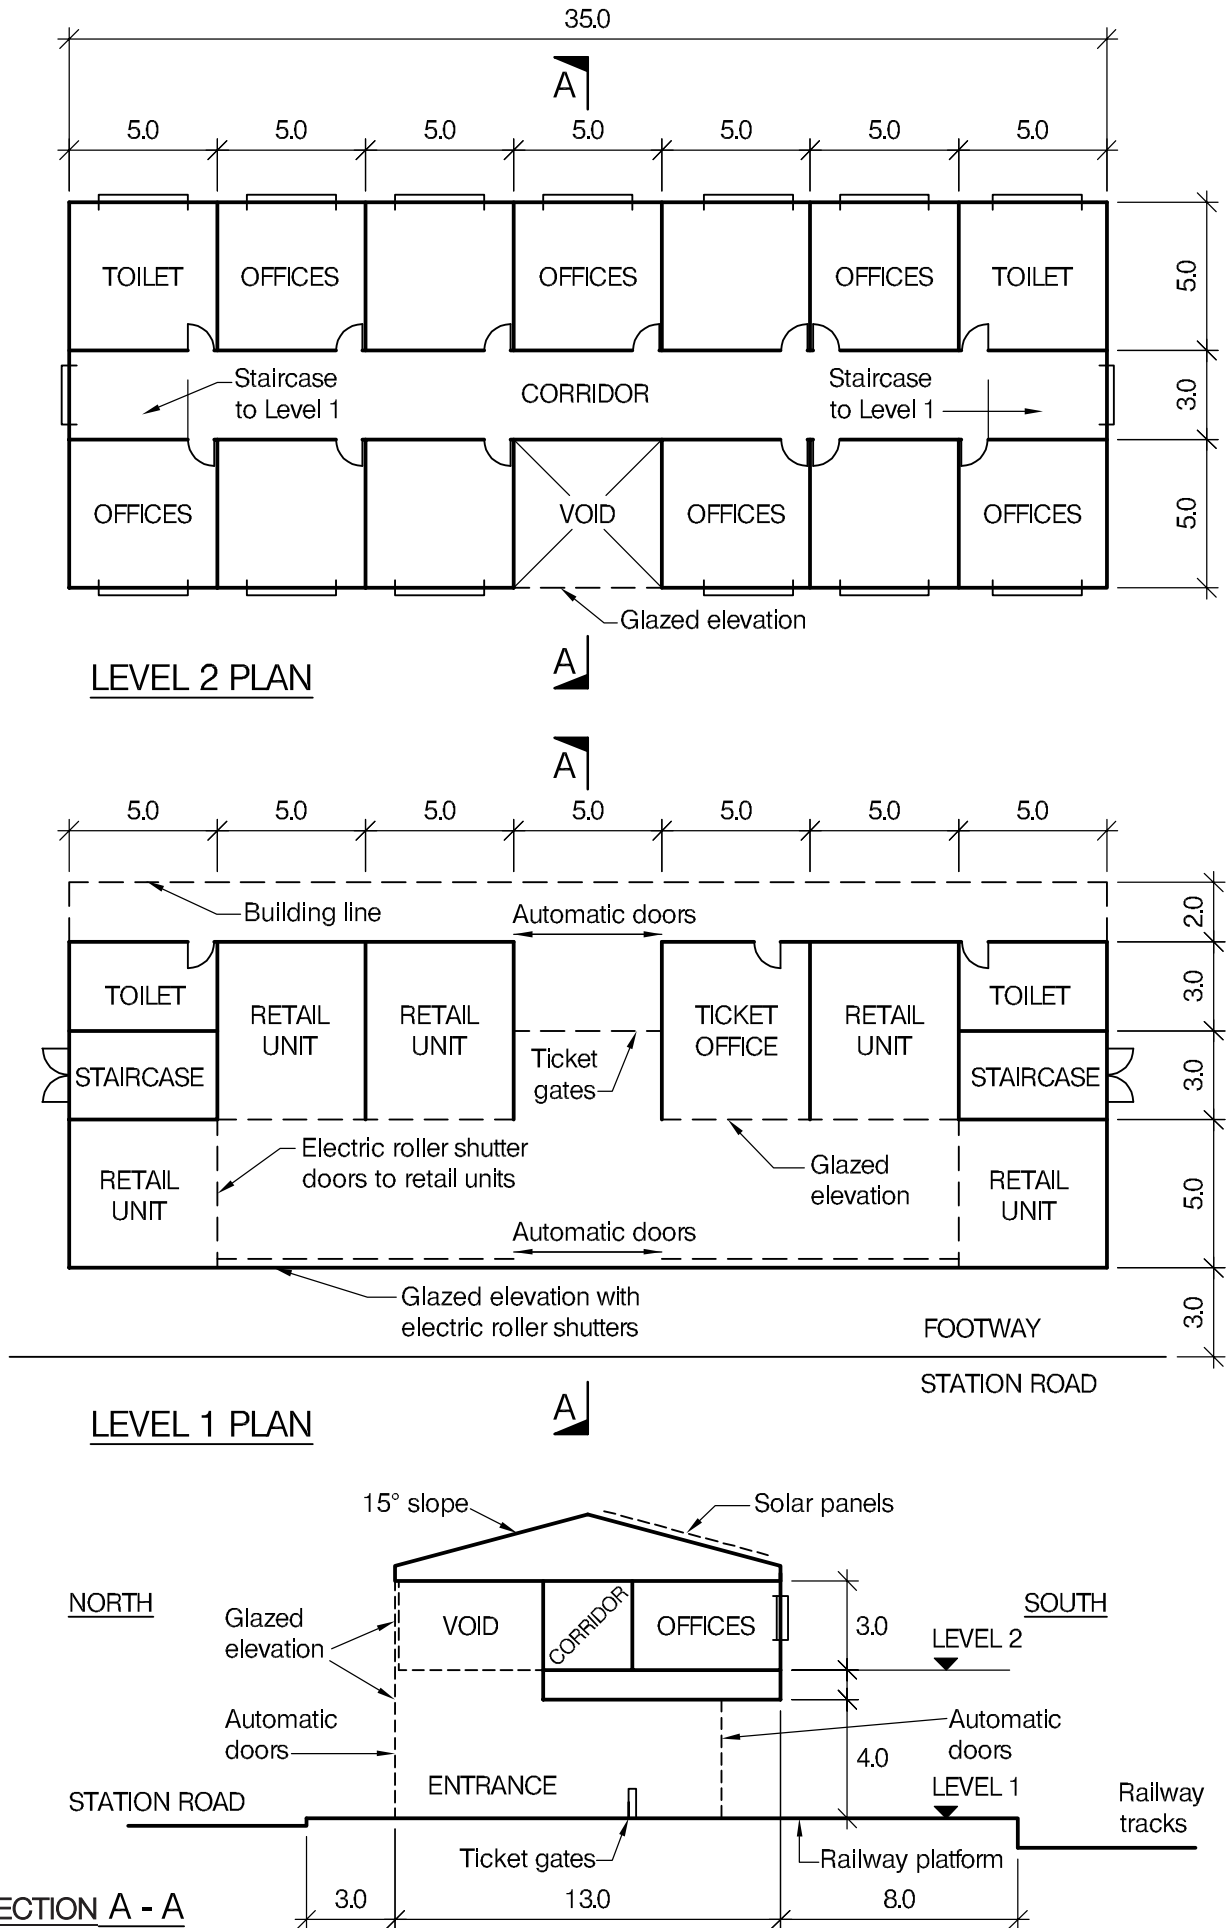 35.0
A
5.0 5.0 5.0 5.0 5.0 5.0 5.0
TOILET OFFICES OFFICES OFFICES TOILET
5.0
Staircase
to Level 1
CORRIDOR
Staircase
to Level 1
3.0
OFFICES VOID OFFICES OFFICES
5.0
Glazed elevation
A
LEVEL 2 PLAN
A
5.0 5.0 5.0 5.0 5.0 5.0 5.0
Building line
Automatic doors
2.0
TOILET
RETAIL
UNIT
RETAIL
UNIT
TICKET
OFFICE
RETAIL
UNIT
TOILET
3.0
Ticket
gates
STAIRCASE
STAIRCASE
3.0
RETAIL
UNIT
Electric roller shutter
doors to retail units
Glazed
elevation
RETAIL
UNIT
5.0
Automatic doors
Glazed elevation with
electric roller shutters
FOOTWAY
3.0
STATION ROAD
A
LEVEL 1 PLAN
15° slope
Solar panels
NORTH
SOUTH
Glazed
elevation
VOID
CORRIDOR
OFFICES
3.0
LEVEL 2
Automatic
doors
Automatic
doors
4.0
ENTRANCE
STATION ROAD
LEVEL 1
Railway
tracks
Ticket gates
Railway platform
3.0 13.0 8.0
ECTION A - A